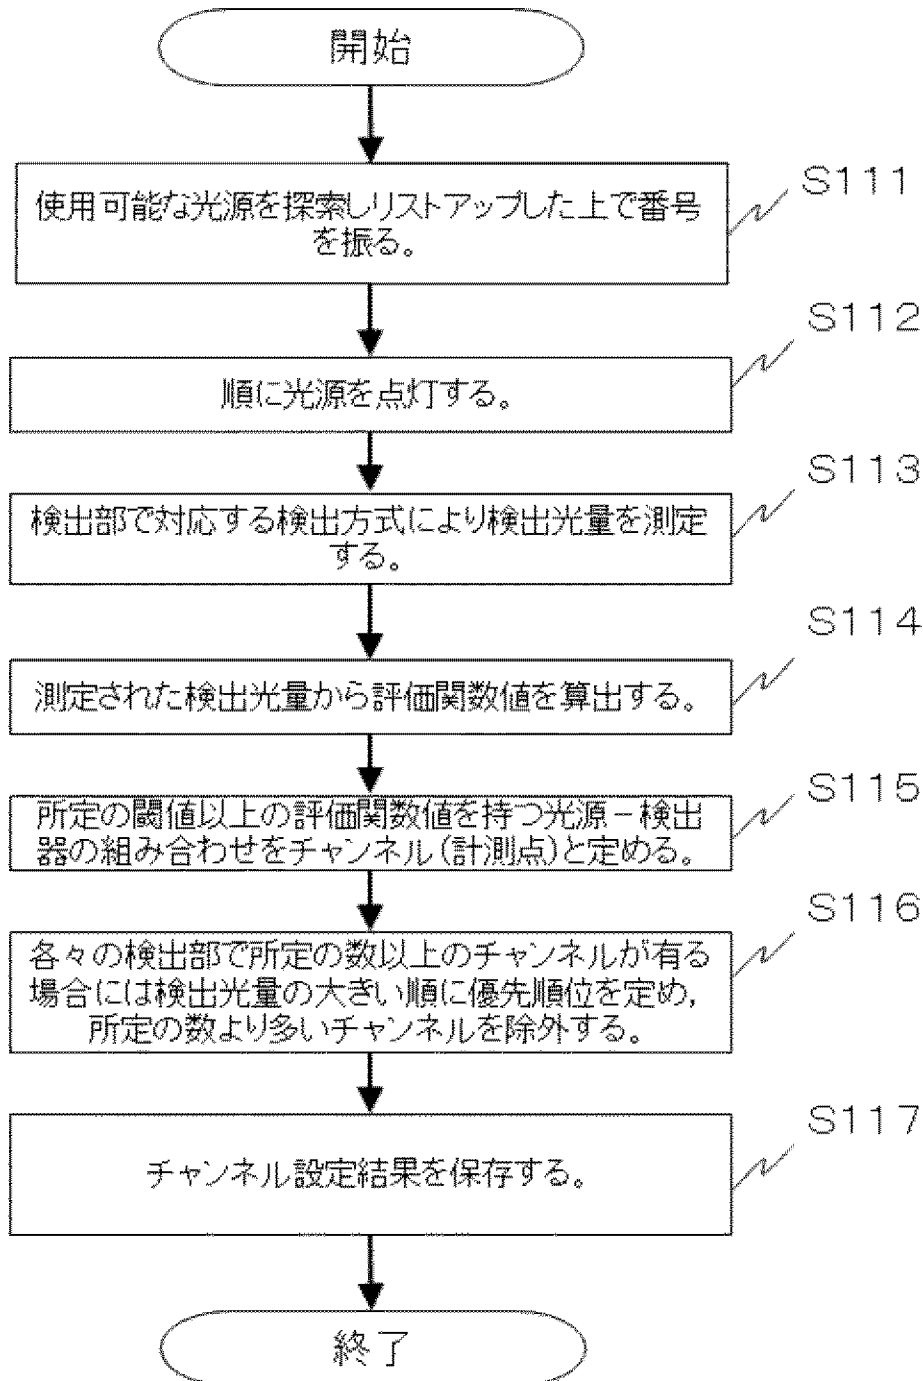 開始
使用可能な光源を探索しリストアップした上で番号
を振る。
S111
順に光源を点灯する。
S112
検出部で対応する検出方式により検出光量を測定
する。
S113
測定された検出光量から評価関数値を算出する。
S114
所定の閾値以上の評価関数値を持つ光源－検出
器の組み合わせをチャンネル（計測点）と定める。
S115
各々の検出部で所定の数以上のチャンネルが有る
場合には検出光量の大きい順に優先順位を定め，
所定の数より多いチャンネルを除外する。
S116
チャンネル設定結果を保存する。
S117
終了